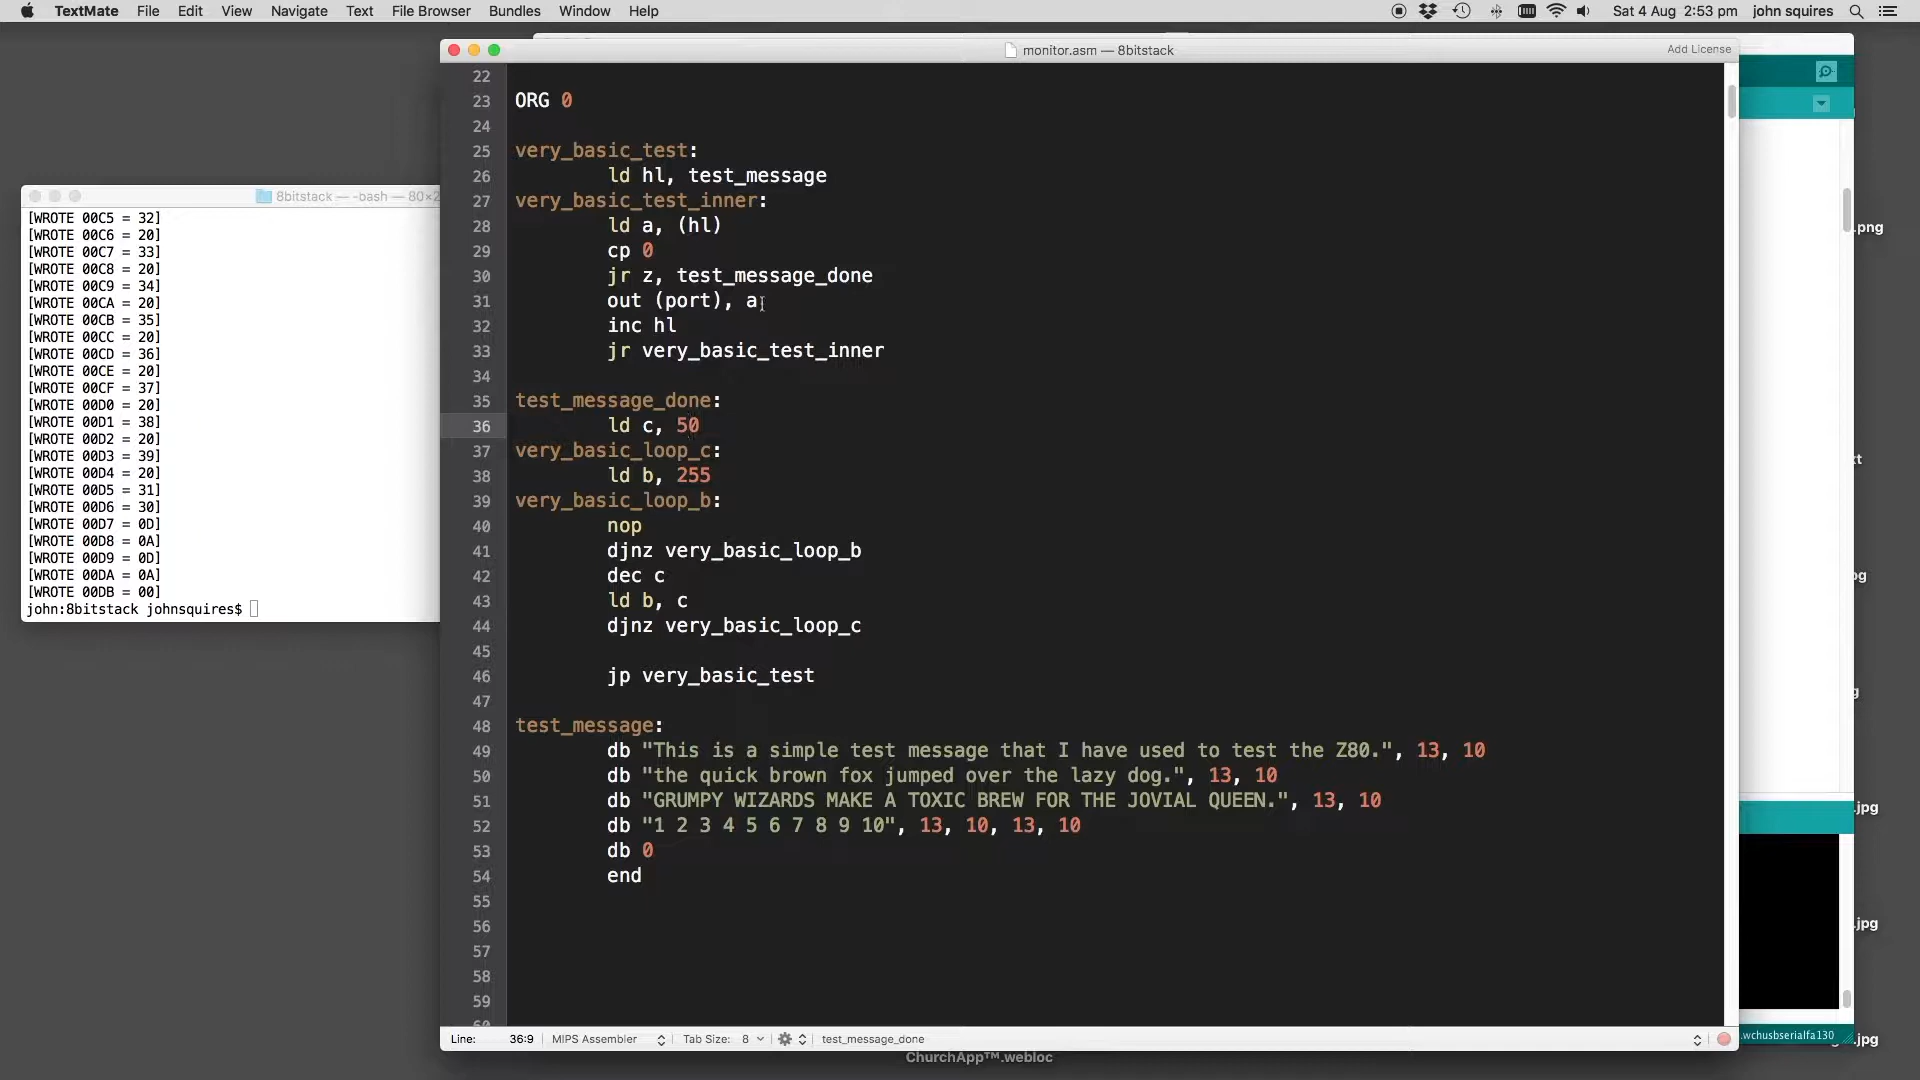 TextMate File Edit View Navigate Text File Browser Bundles Window Help Sat 4 Aug 2:53 pm john squires
monitor.asm — 8bitstack Add License
8bitstack — -bash — 80×2
[WROTE 00C5 = 32]
[WROTE 00C6 = 20]
[WROTE 00C7 = 33]
[WROTE 00C8 = 20]
[WROTE 00C9 = 34]
[WROTE 00CA = 20]
[WROTE 00CB = 35]
[WROTE 00CC = 20]
[WROTE 00CD = 36]
[WROTE 00CE = 20]
[WROTE 00CF = 37]
[WROTE 00D0 = 20]
[WROTE 00D1 = 38]
[WROTE 00D2 = 20]
[WROTE 00D3 = 39]
[WROTE 00D4 = 20]
[WROTE 00D5 = 31]
[WROTE 00D6 = 30]
[WROTE 00D7 = 0D]
[WROTE 00D8 = 0A]
[WROTE 00D9 = 0D]
[WROTE 00DA = 0A]
[WROTE 00DB = 00]
john:8bitstack johnsquires$
22
23 ORG 0
24
25 very_basic_test:
26 ld hl, test_message
27 very_basic_test_inner:
28 ld a, (hl)
29 cp 0
30 jr z, test_message_done
31 out (port), a
32 inc hl
33 jr very_basic_test_inner
34
35 test_message_done:
36 ld c, 50
37 very_basic_loop_c:
38 ld b, 255
39 very_basic_loop_b:
40 nop
41 djnz very_basic_loop_b
42 dec c
43 ld b, c
44 djnz very_basic_loop_c
45
46 jp very_basic_test
47
48 test_message:
49 db "This is a simple test message that I have used to test the Z80.", 13, 10
50 db "the quick brown fox jumped over the lazy dog.", 13, 10
51 db "GRUMPY WIZARDS MAKE A TOXIC BREW FOR THE JOVIAL QUEEN.", 13, 10
52 db "1 2 3 4 5 6 7 8 9 10", 13, 10, 13, 10
53 db 0
54 end
55
56
57
58
59
60
Line: 36:9 MIPS Assembler Tab Size: 8 test_message_done
ChurchApp™.webloc
.png
.jpg
.jpg
.wchusbserialfa130
.jpg